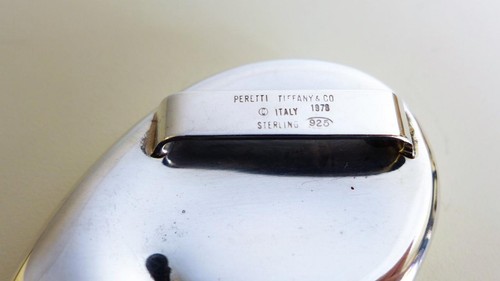 PERETTI TIFFANY & CO
© ITALY 1978
STERLING 925